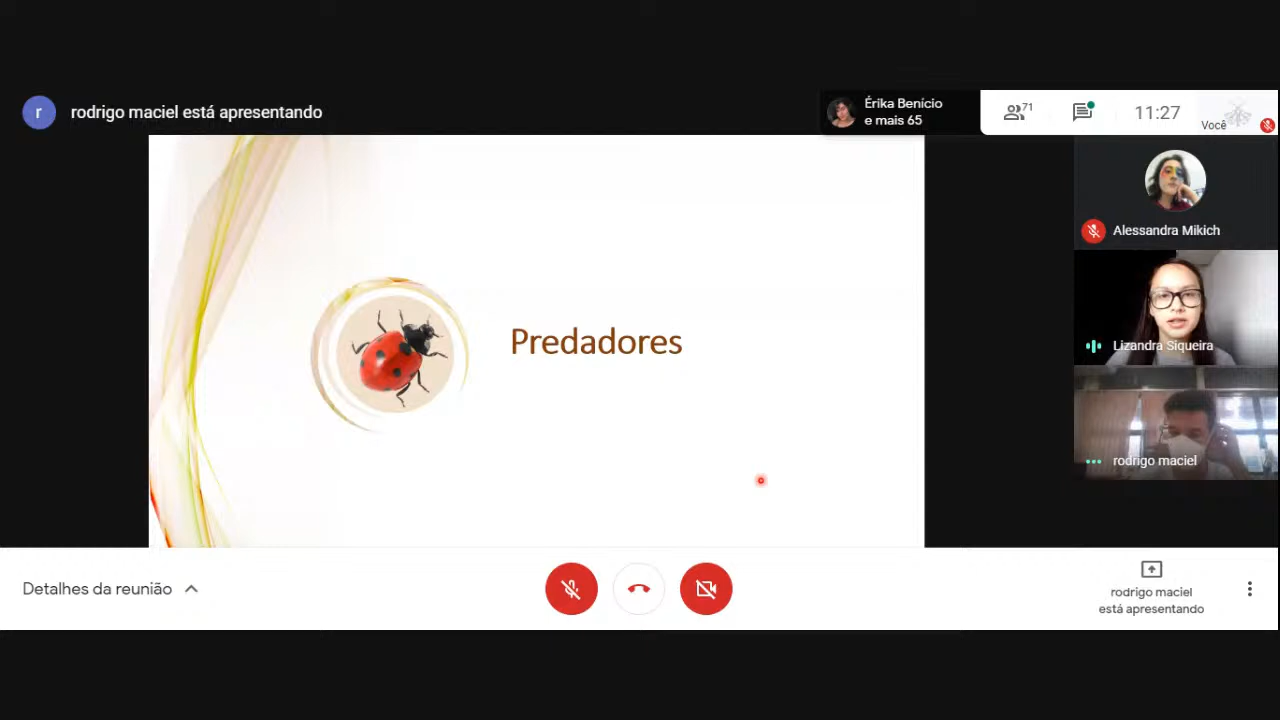 r
rodrigo maciel está apresentando
Érika Benicio
e mais 65
71
11:27
Você
Alessandra Mikich
Predadores
Lizandra Siqueira
rodrigo maciel
Detalhes da reunião
rodrigo maciel
está apresentando